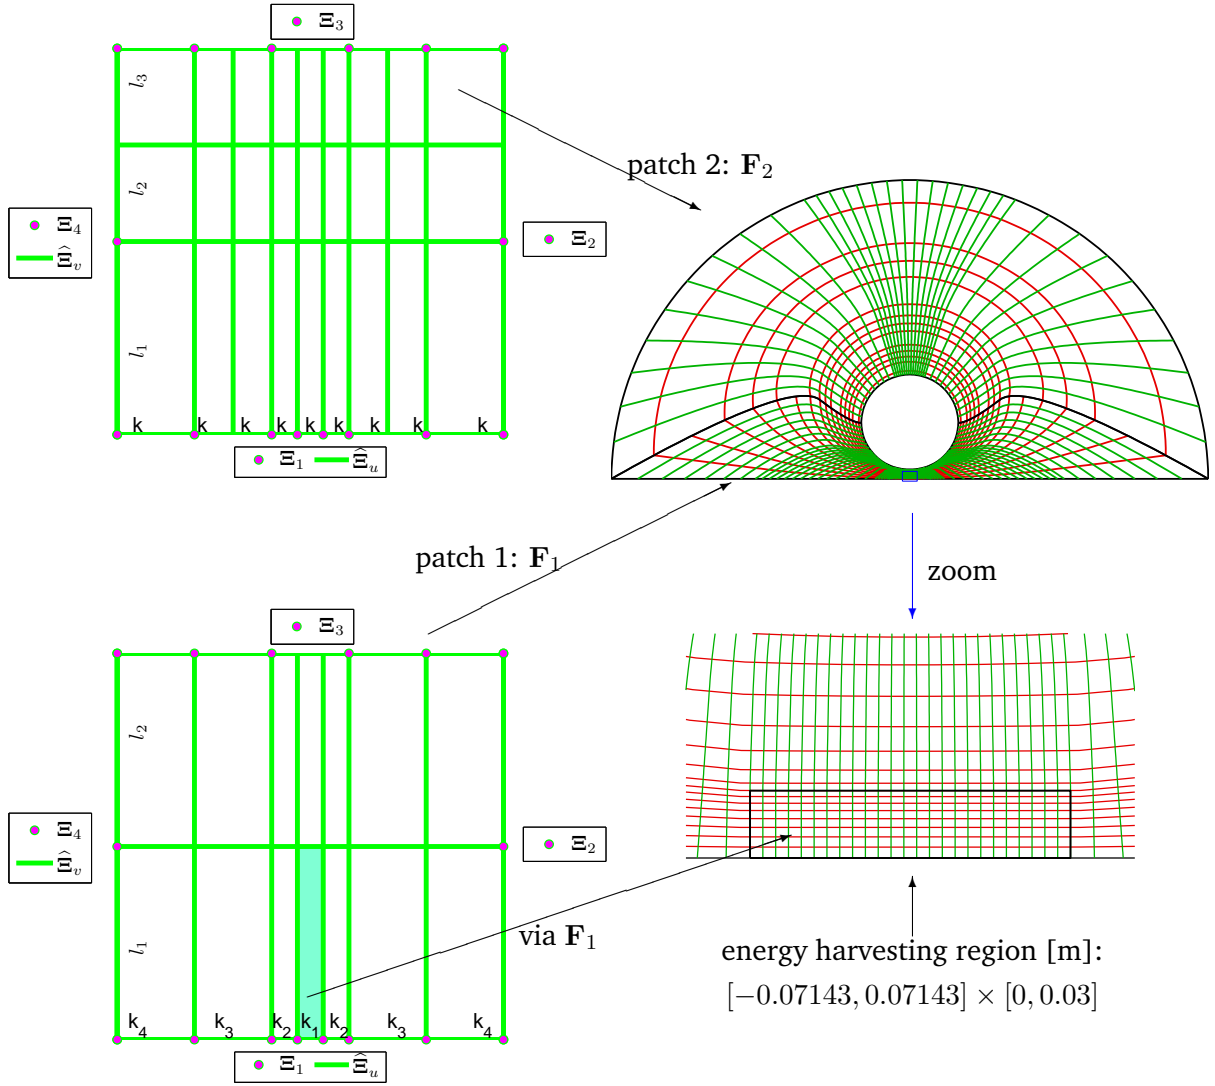 Ξ₃
l₃
l₂
l₁
Ξ₄
Ξ̂ᵥ
Ξ₂
k k k k k k k k k
Ξ₁ Ξ̂ᵤ
patch 2: F₂
patch 1: F₁
zoom
Ξ₃
l₂
l₁
Ξ₄
Ξ̂ᵥ
Ξ₂
k₄ k₃ k₂ k₁ k₂ k₃ k₄
Ξ₁ Ξ̂ᵤ
via F₁
energy harvesting region [m]:
[−0.07143, 0.07143] × [0, 0.03]